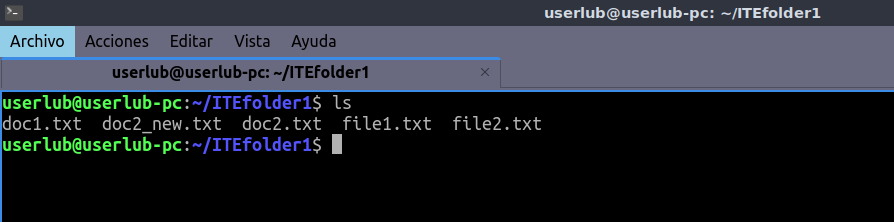 userlub@userlub-pc: ~/ITEfolder1
Archivo Acciones Editar Vista Ayuda
userlub@userlub-pc: ~/ITEfolder1 ×
userlub@userlub-pc:~/ITEfolder1$ ls
doc1.txt  doc2_new.txt  doc2.txt  file1.txt  file2.txt
userlub@userlub-pc:~/ITEfolder1$